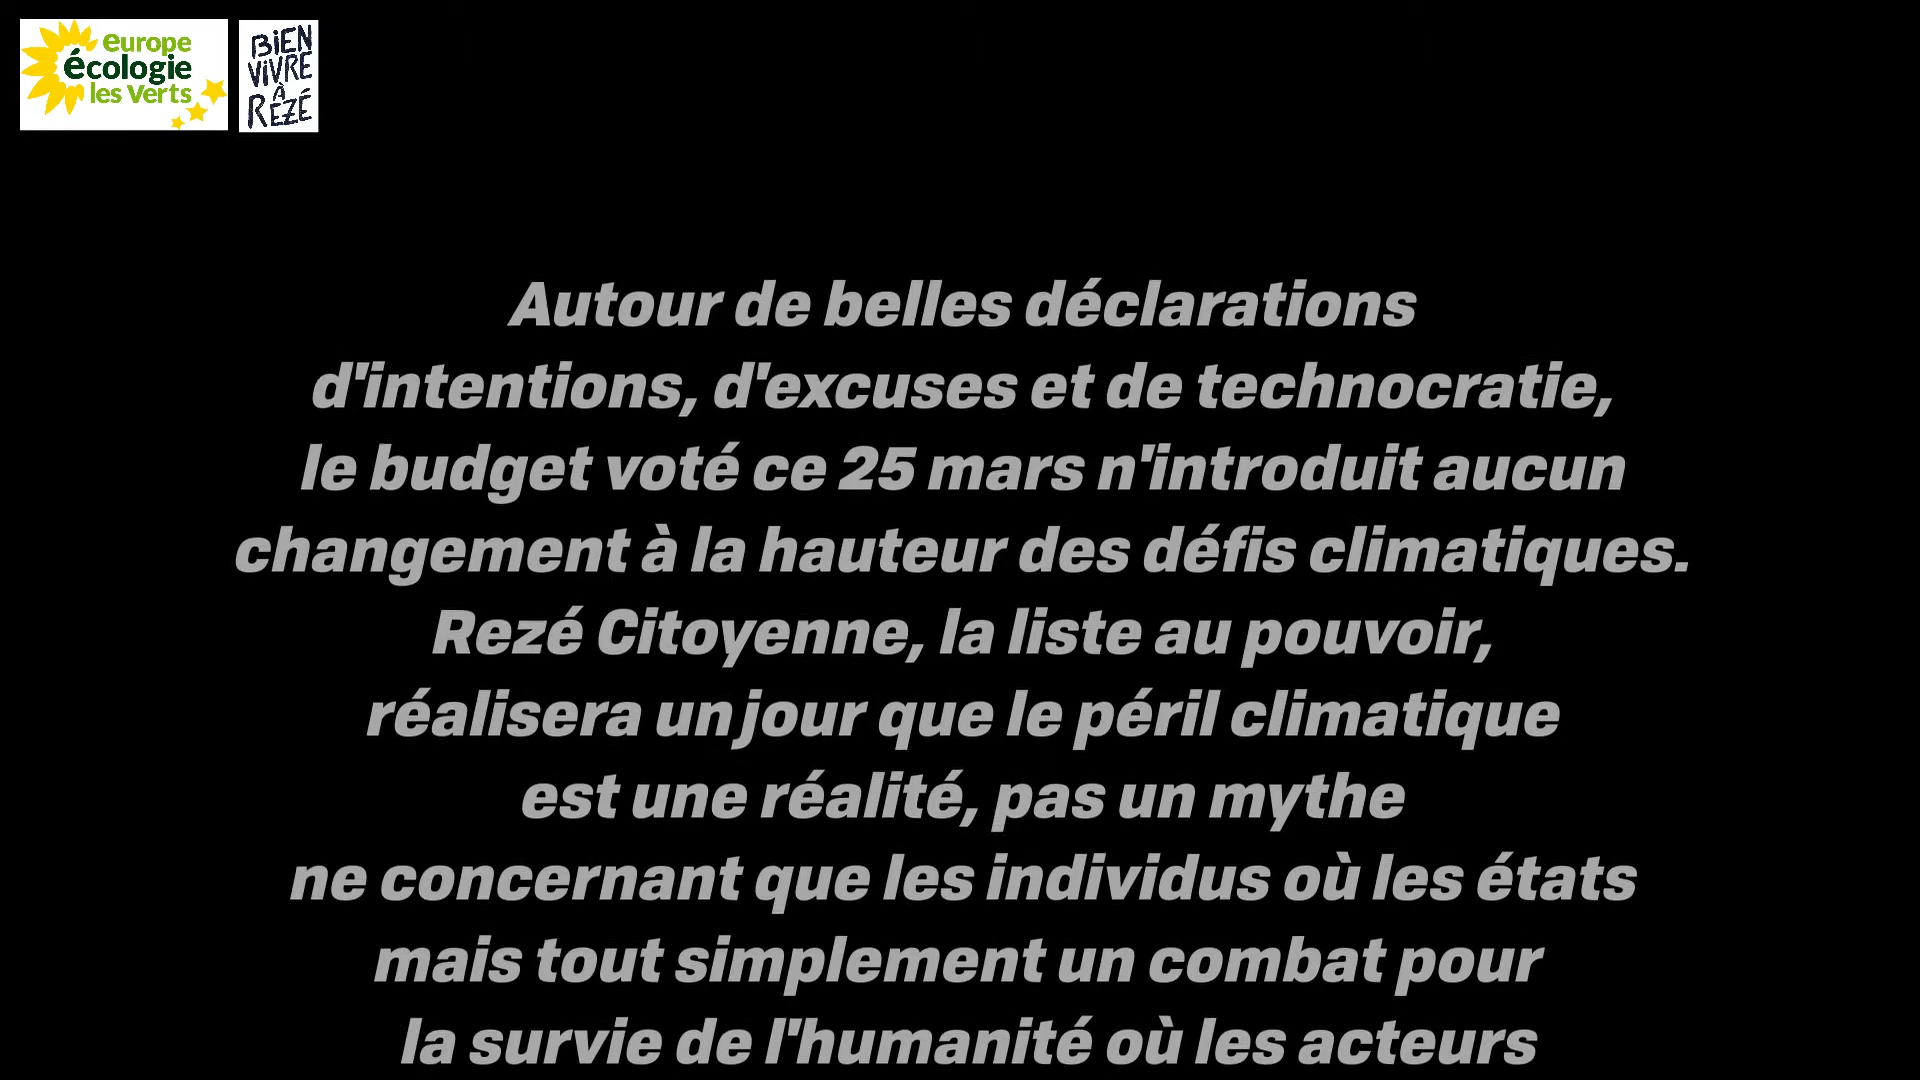 europe
écologie
les Verts
BIEN
VIVRE
À
REZÉ
Autour de belles déclarations
d'intentions, d'excuses et de technocratie,
le budget voté ce 25 mars n'introduit aucun
changement à la hauteur des défis climatiques.
Rezé Citoyenne, la liste au pouvoir,
réalisera un jour que le péril climatique
est une réalité, pas un mythe
ne concernant que les individus où les états
mais tout simplement un combat pour
la survie de l'humanité où les acteurs